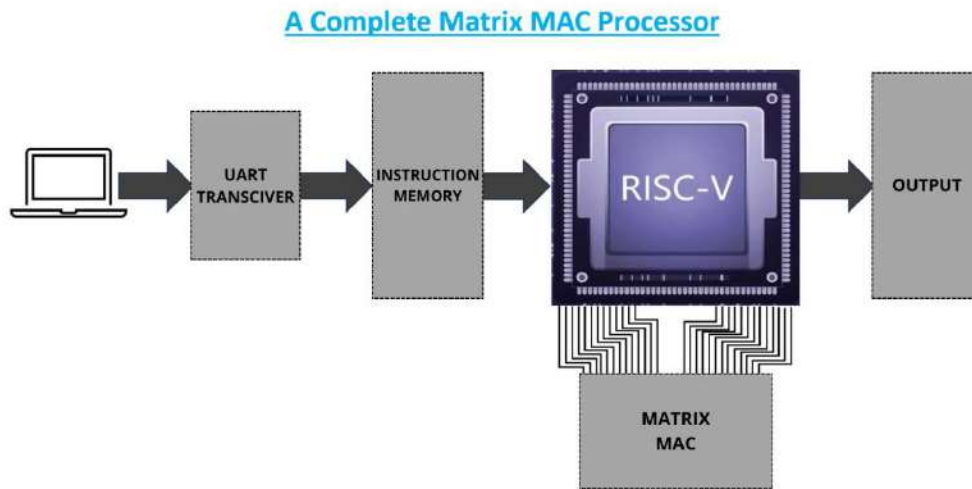 A Complete Matrix MAC Processor
UART
TRANSCIVER
INSTRUCTION
MEMORY
RISC-V
OUTPUT
MATRIX
MAC